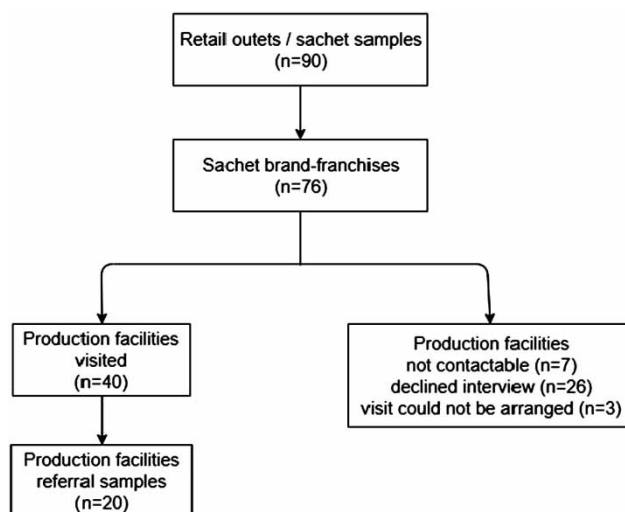 Retail outets / sachet samples
(n=90)
Sachet brand-franchises
(n=76)
Production facilities
visited
(n=40)
Production facilities
not contactable (n=7)
declined interview (n=26)
visit could not be arranged (n=3)
Production facilities
referral samples
(n=20)